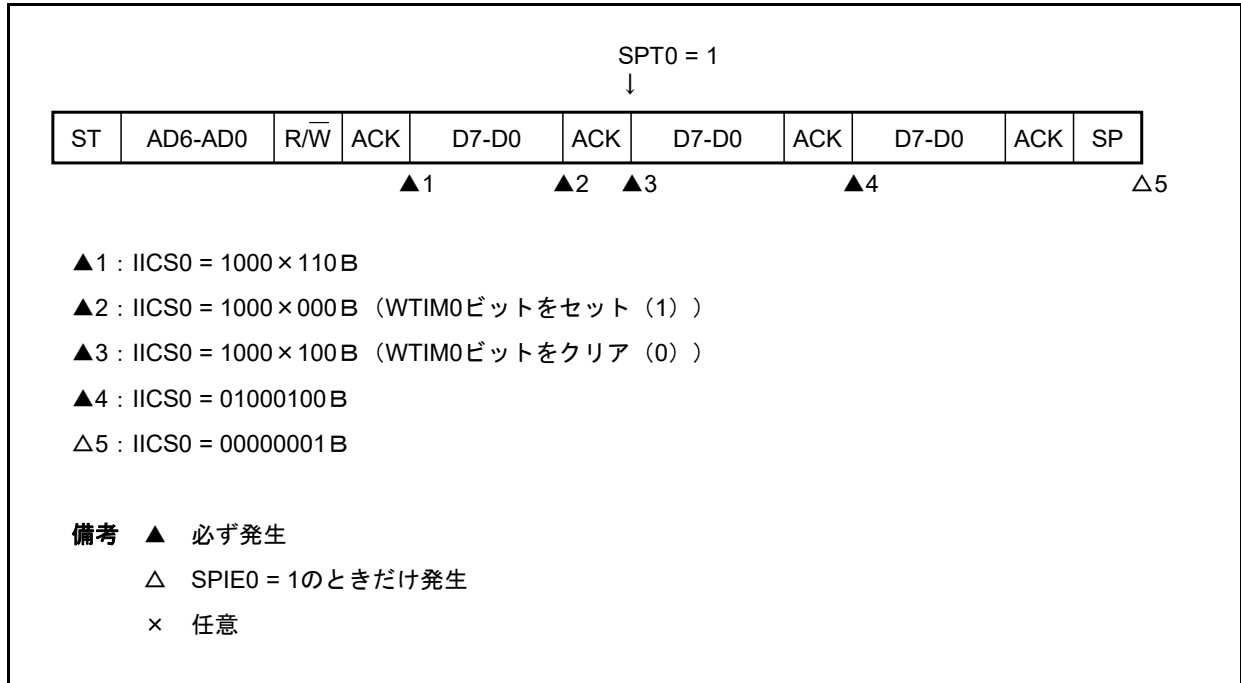 SPT0 = 1
↓
ST AD6-AD0 R/W̅ ACK D7-D0 ACK D7-D0 ACK D7-D0 ACK SP
▲1 ▲2 ▲3 ▲4 △5
▲1：IICS0 = 1000×110B
▲2：IICS0 = 1000×000B（WTIM0ビットをセット（1））
▲3：IICS0 = 1000×100B（WTIM0ビットをクリア（0））
▲4：IICS0 = 01000100B
△5：IICS0 = 00000001B
備考 ▲ 必ず発生
△ SPIE0 = 1のときだけ発生
× 任意